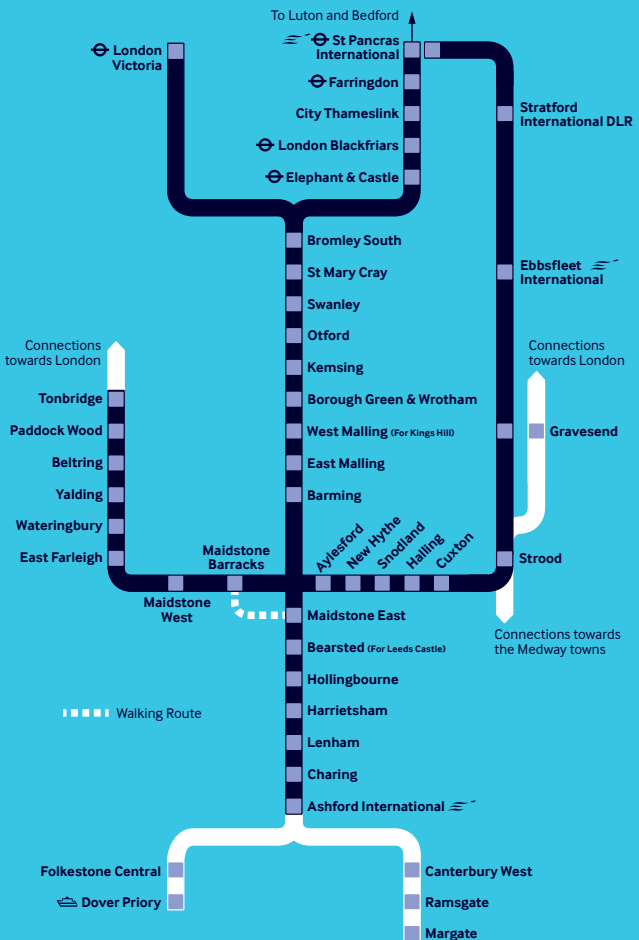 To Luton and Bedford
London
Victoria
St Pancras
International
Farringdon
City Thameslink
London Blackfriars
Elephant & Castle
Stratford
International DLR
Bromley South
St Mary Cray
Swanley
Otford
Kemsing
Borough Green & Wrotham
West Malling (For Kings Hill)
East Malling
Barming
Ebbsfleet
International
Connections
towards London
Gravesend
Connections
towards London
Tonbridge
Paddock Wood
Beltring
Yalding
Wateringbury
East Farleigh
Maidstone
West
Maidstone
Barracks
Aylesford
New Hythe
Snodland
Halling
Cuxton
Strood
Connections towards
the Medway towns
Maidstone East
Bearsted (For Leeds Castle)
Hollingbourne
Harrietsham
Lenham
Charing
Ashford International
Walking Route
Folkestone Central
Dover Priory
Canterbury West
Ramsgate
Margate